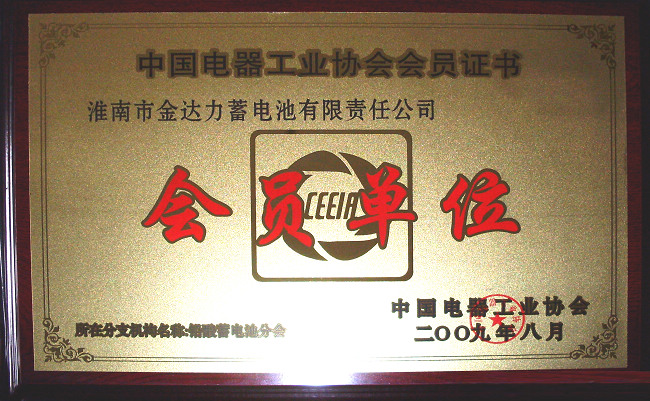 中国电器工业协会会员证书
淮南市金达力蓄电池有限责任公司
CEEIA
会员单位
中国电器工业协会
二〇〇九年八月
所在分支机构名称:铅酸蓄电池分会